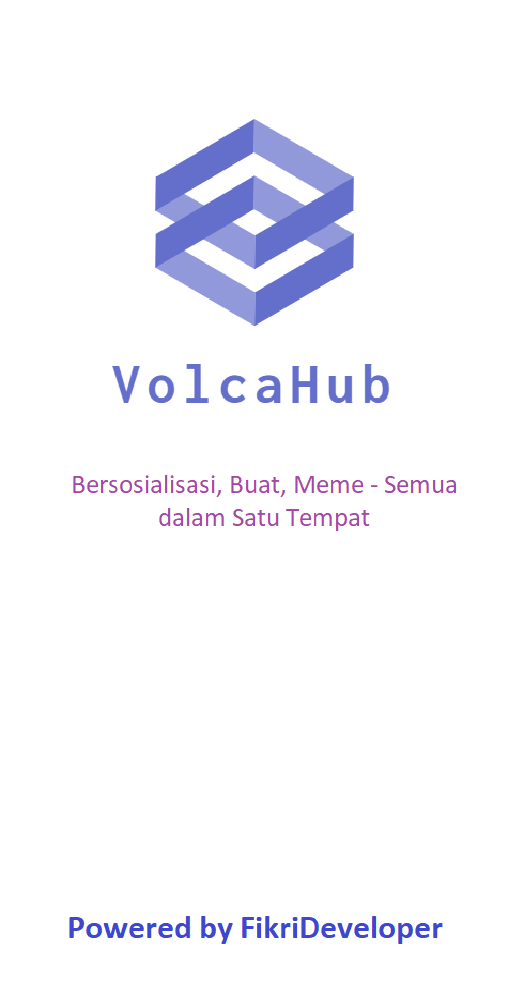 VolcaHub
Bersosialisasi, Buat, Meme - Semua
dalam Satu Tempat
Powered by FikriDeveloper